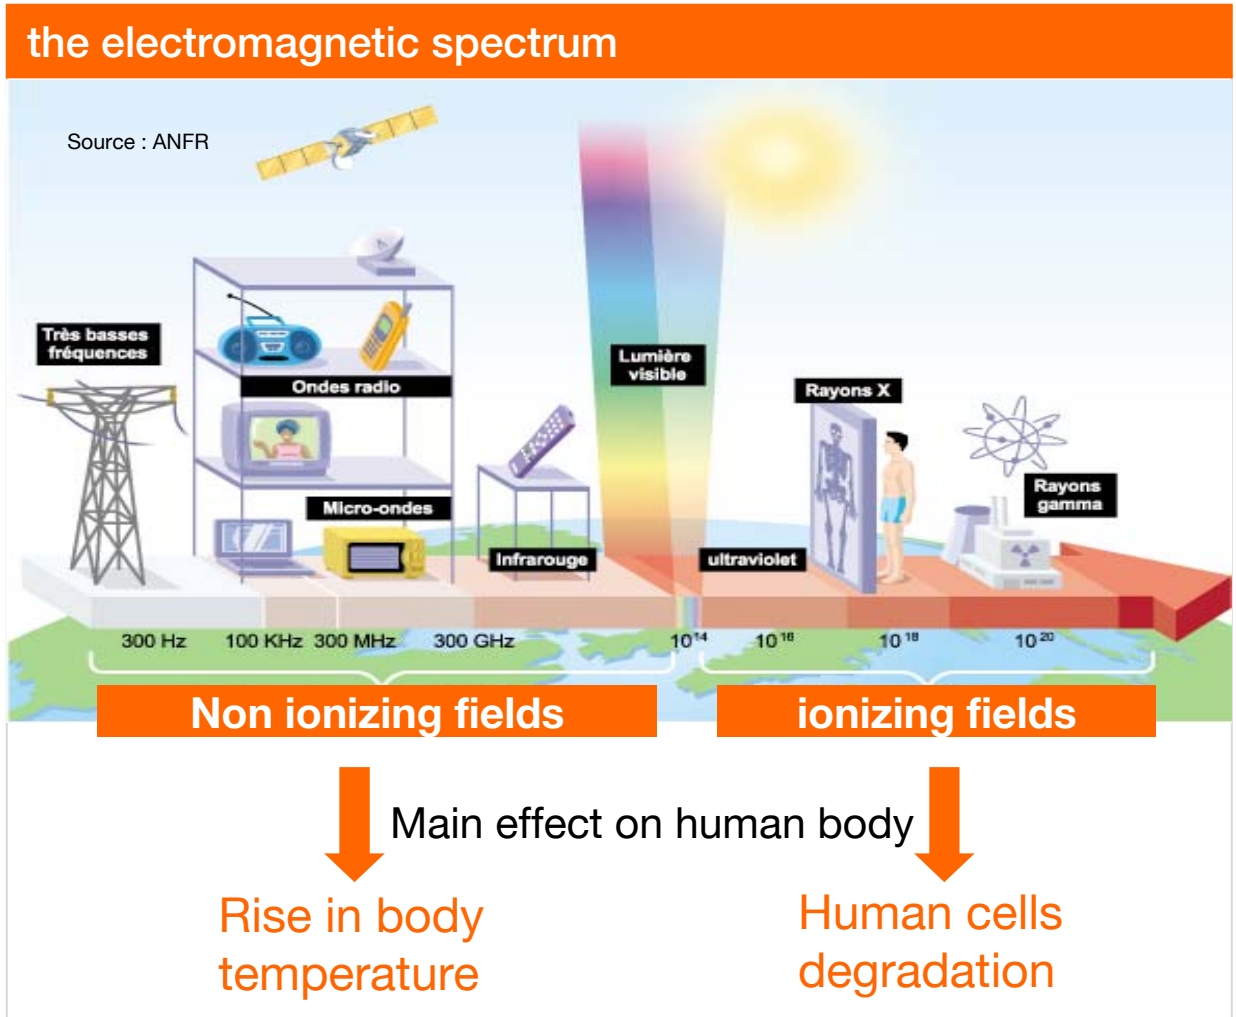 the electromagnetic spectrum
Source : ANFR
Très basses
fréquences
Ondes radio
Micro-ondes
Infrarouge
Lumière
visible
ultraviolet
Rayons X
Rayons
gamma
300 Hz 100 KHz 300 MHz 300 GHz 10¹⁴ 10¹⁶ 10¹⁸ 10²⁰
Non ionizing fields
ionizing fields
Main effect on human body
Rise in body
temperature
Human cells
degradation